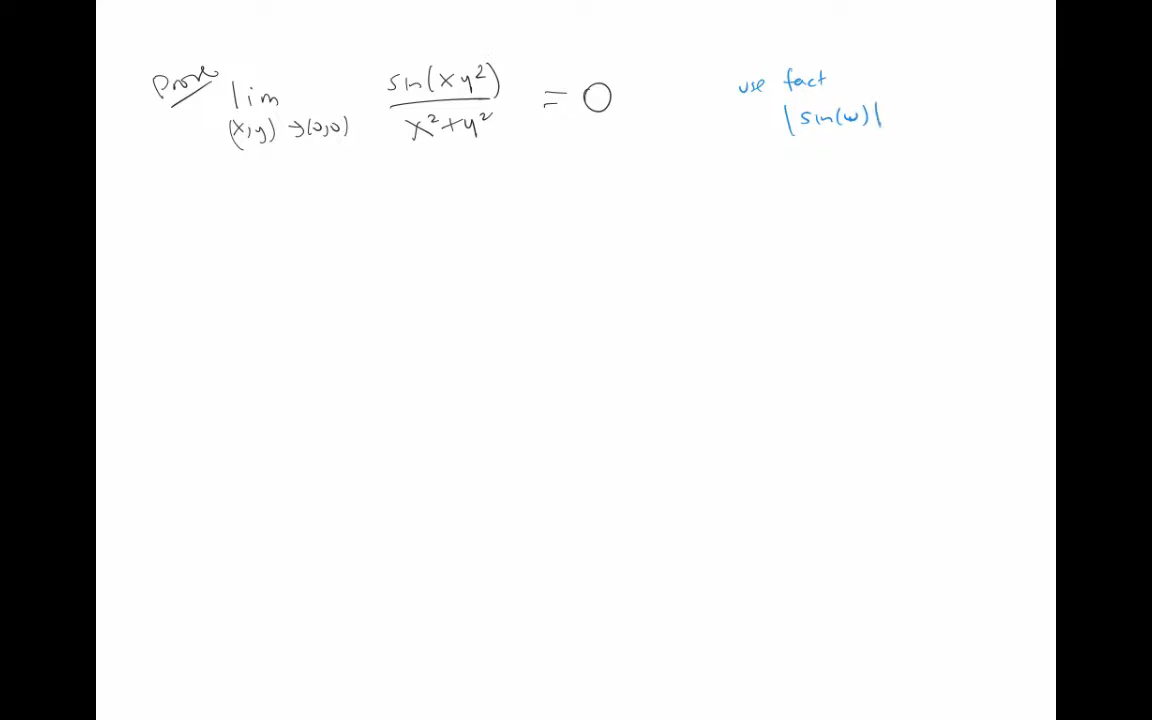 Prove lim (x,y)→(0,0) sin(xy²)/(x²+y²) = 0
use fact
|sin(w)|